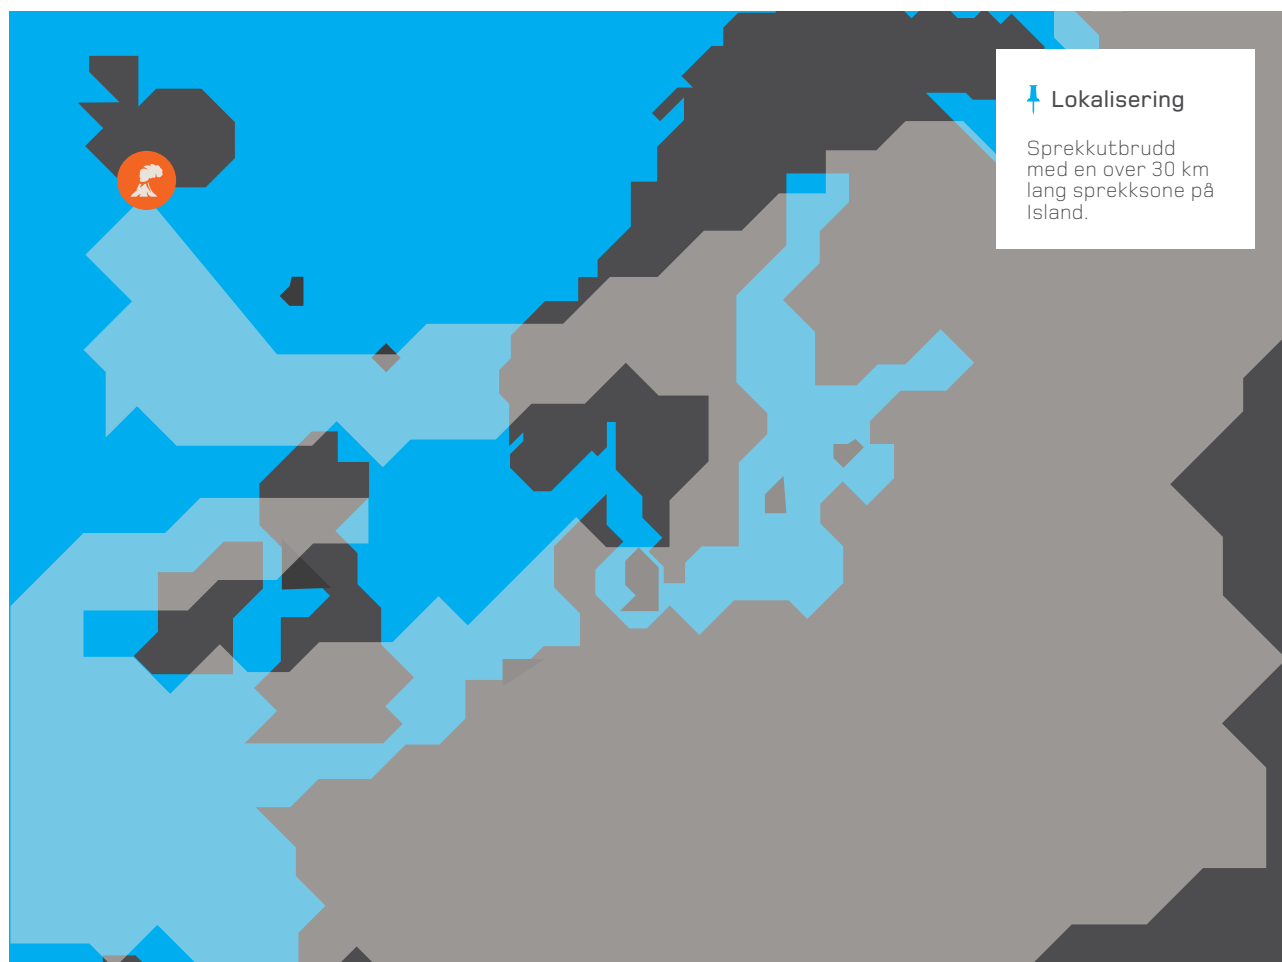 Lokalisering
Sprekkutbrudd
med en over 30 km
lang sprekksone på
Island.